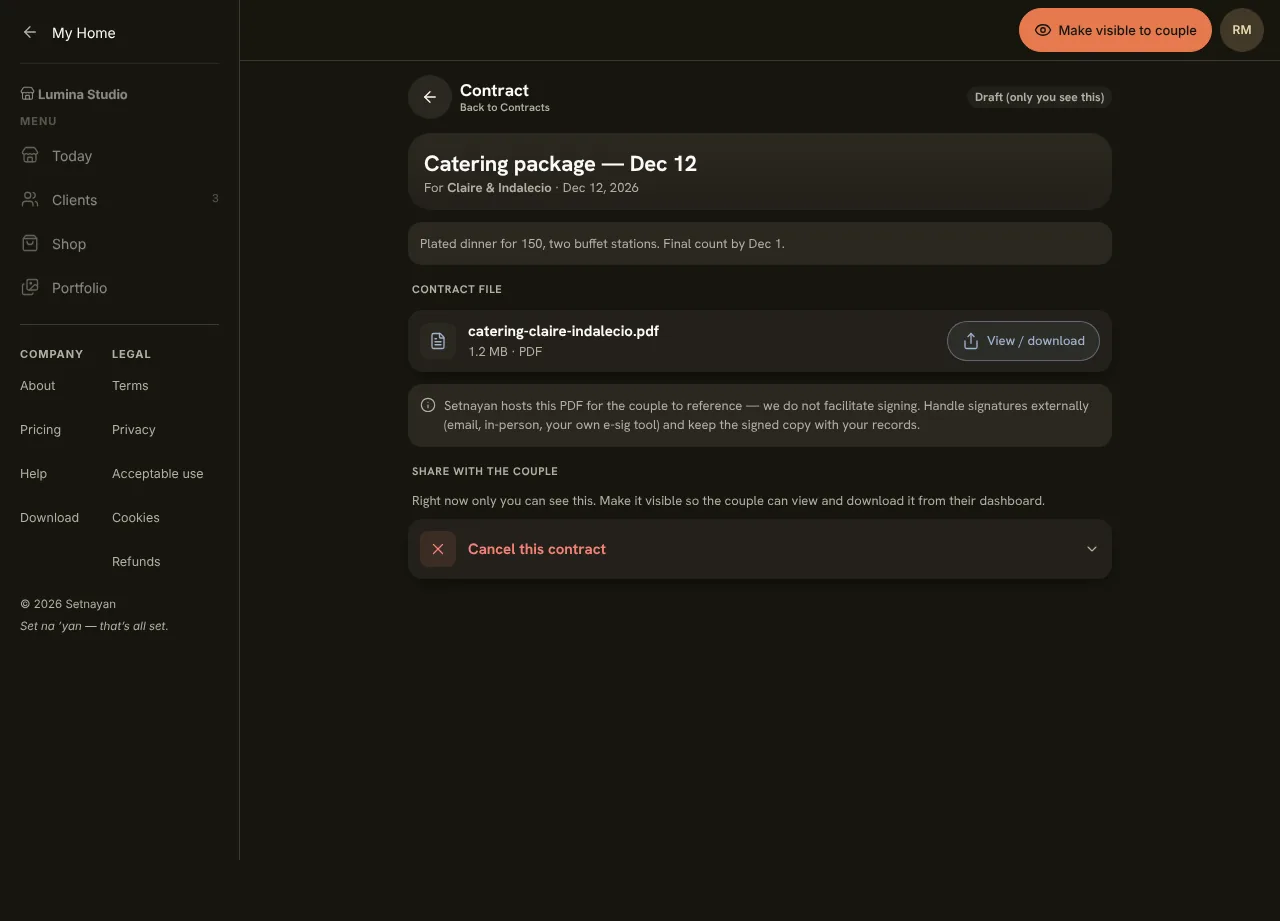 My Home
Lumina Studio
MENU
Today
Clients 3
Shop
Portfolio
COMPANY
About
Pricing
Help
Download
LEGAL
Terms
Privacy
Acceptable use
Cookies
Refunds
© 2026 Setnayan
Set na 'yan — that's all set.
Make visible to couple
RM
Contract
Back to Contracts
Draft (only you see this)
Catering package — Dec 12
For Claire & Indalecio · Dec 12, 2026
Plated dinner for 150, two buffet stations. Final count by Dec 1.
CONTRACT FILE
catering-claire-indalecio.pdf
1.2 MB · PDF
View / download
Setnayan hosts this PDF for the couple to reference — we do not facilitate signing. Handle signatures externally
(email, in-person, your own e-sig tool) and keep the signed copy with your records.
SHARE WITH THE COUPLE
Right now only you can see this. Make it visible so the couple can view and download it from their dashboard.
Cancel this contract